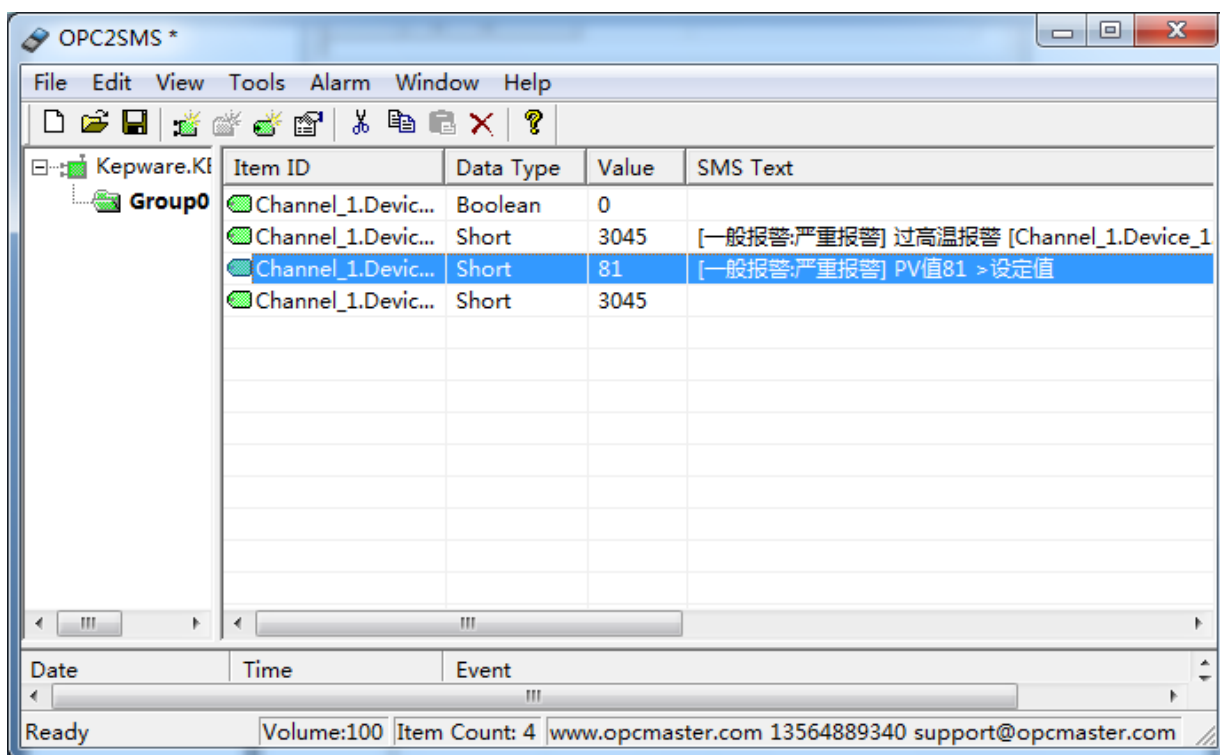 OPC2SMS *
File Edit View Tools Alarm Window Help
Kepware.KE
Group0
Item ID Data Type Value SMS Text
Channel_1.Devic... Boolean 0
Channel_1.Devic... Short 3045 [一般报警:严重报警] 过高温报警 [Channel_1.Device_1.
Channel_1.Devic... Short 81 [一般报警:严重报警] PV值81 >设定值
Channel_1.Devic... Short 3045
Date Time Event
Ready Volume:100 Item Count: 4 www.opcmaster.com 13564889340 support@opcmaster.com